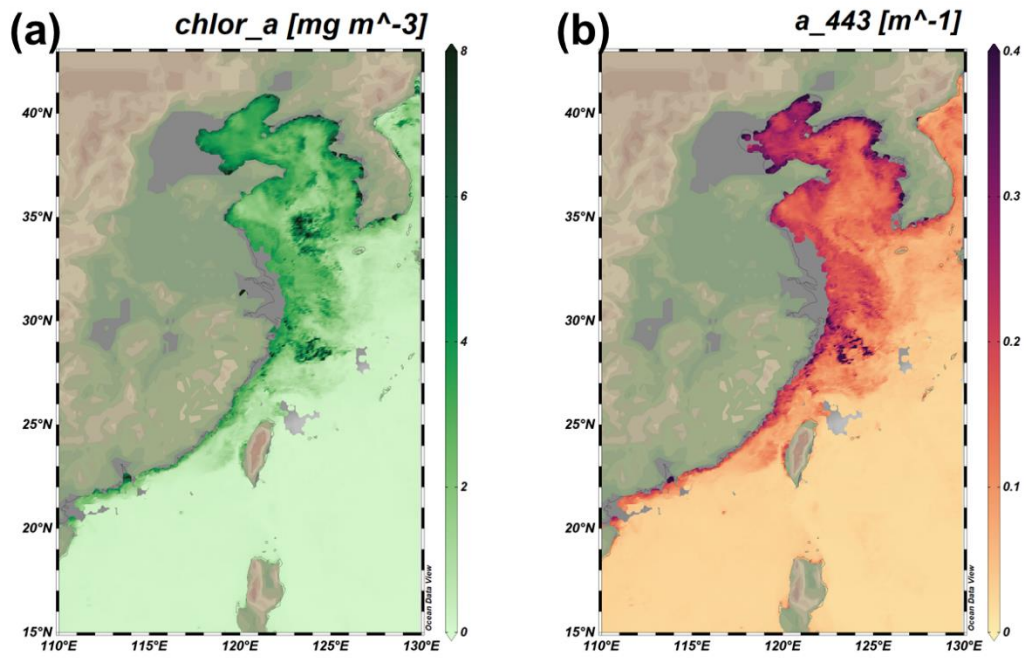 (a)
chlor_a [mg m^-3]
40°N
35°N
30°N
25°N
20°N
15°N
110°E
115°E
120°E
125°E
130°E
8
6
4
2
0
Ocean Data View
(b)
a_443 [m^-1]
40°N
35°N
30°N
25°N
20°N
15°N
110°E
115°E
120°E
125°E
130°E
0.4
0.3
0.2
0.1
0
Ocean Data View